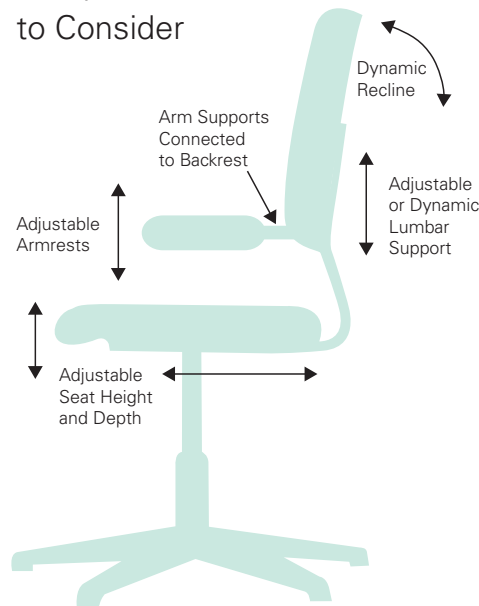 to Consider
Dynamic
Recline
Arm Supports
Connected
to Backrest
Adjustable
or Dynamic
Lumbar
Support
Adjustable
Armrests
Adjustable
Seat Height
and Depth